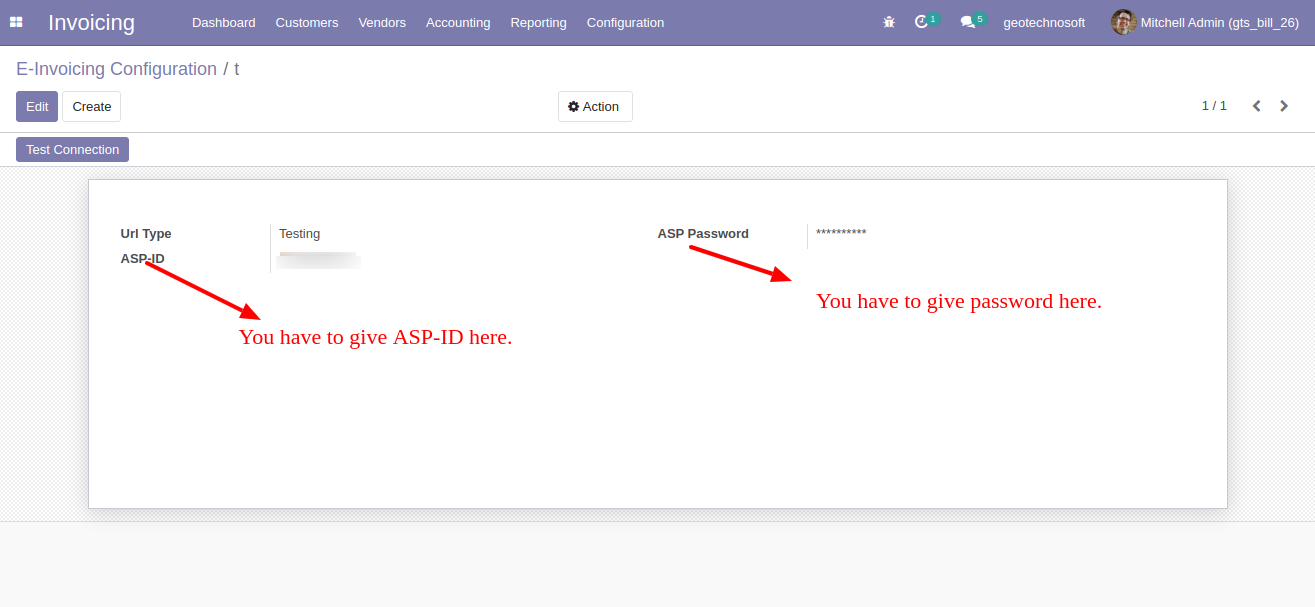 Invoicing Dashboard Customers Vendors Accounting Reporting Configuration 1 5 geotechnosoft Mitchell Admin (gts_bill_26)
E-Invoicing Configuration / t
Edit Create Action 1 / 1
Test Connection
Url Type Testing ASP Password **********
ASP-ID
You have to give password here.
You have to give ASP-ID here.